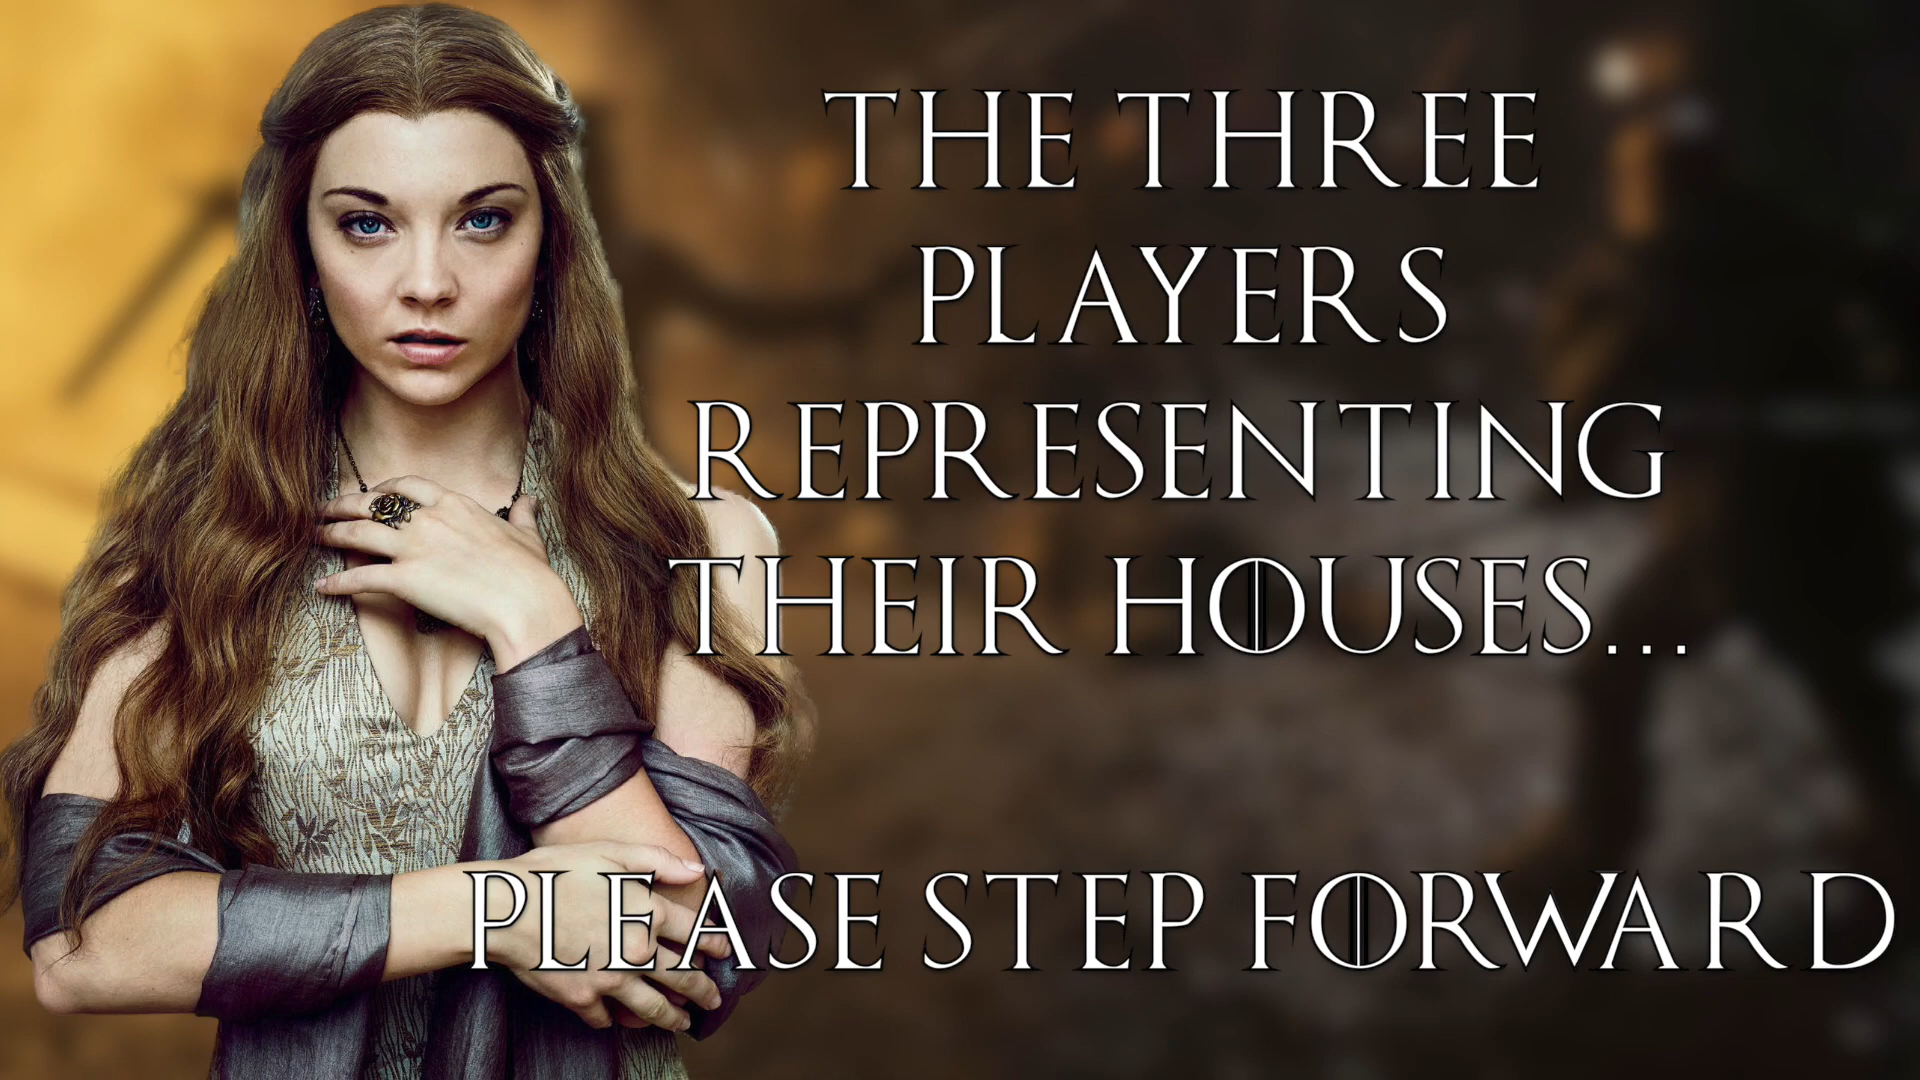 THE THREE
PLAYERS
REPRESENTING
THEIR HOUSES...
PLEASE STEP FORWARD